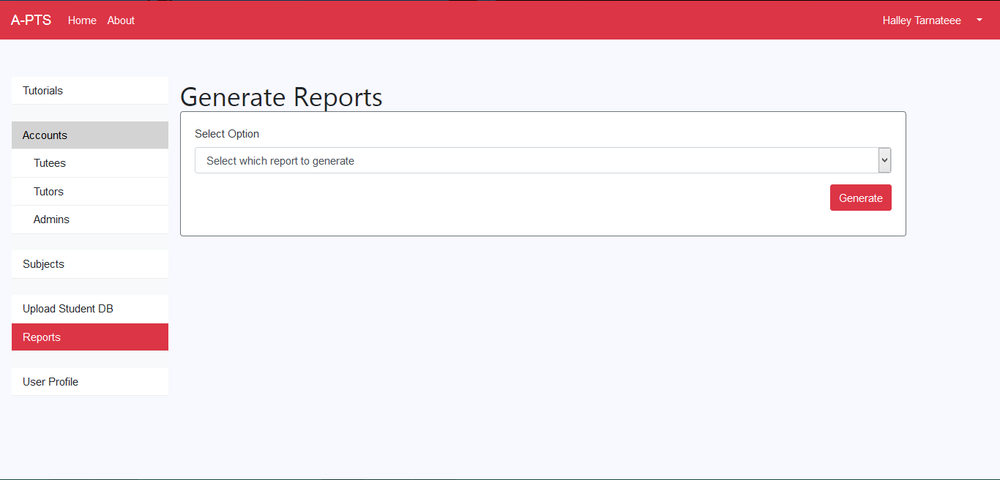 A-PTS Home About Halley Tarnateee
Tutorials
Accounts
Tutees
Tutors
Admins
Subjects
Upload Student DB
Reports
User Profile
Generate Reports
Select Option
Select which report to generate
Generate